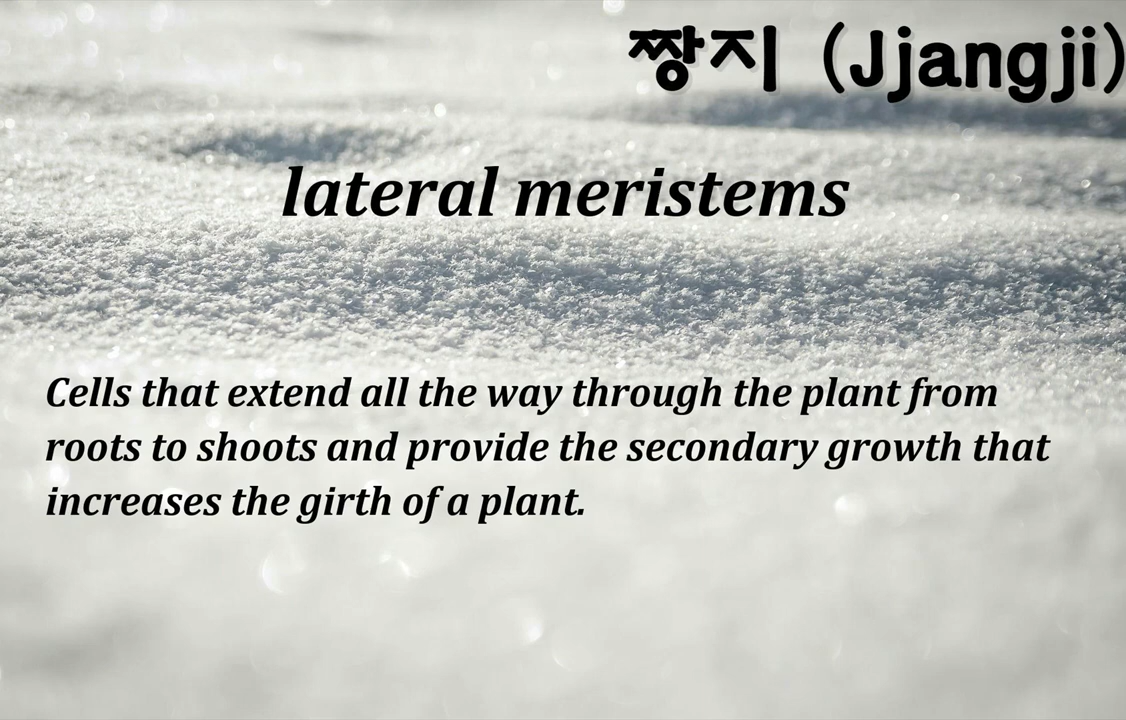 짱지 (Jjangji)
lateral meristems
Cells that extend all the way through the plant from
roots to shoots and provide the secondary growth that
increases the girth of a plant.